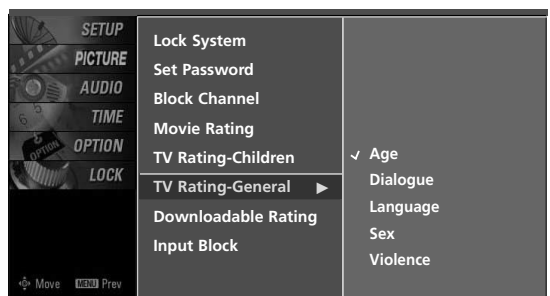 SETUP
PICTURE
AUDIO
TIME
OPTION
LOCK
Move MENU Prev
Lock System
Set Password
Block Channel
Movie Rating
TV Rating-Children
TV Rating-General ▶
Downloadable Rating
Input Block
✓ Age
Dialogue
Language
Sex
Violence